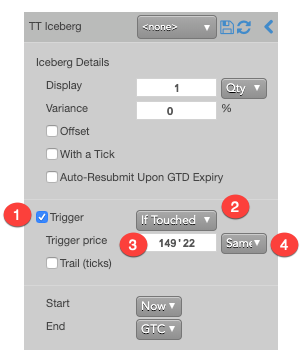 TT Iceberg <none>
Iceberg Details
Display 1 Qty
Variance 0 %
Offset
With a Tick
Auto-Resubmit Upon GTD Expiry
1 Trigger If Touched 2
Trigger price 3 149'22 Same 4
Trail (ticks)
Start Now
End GTC